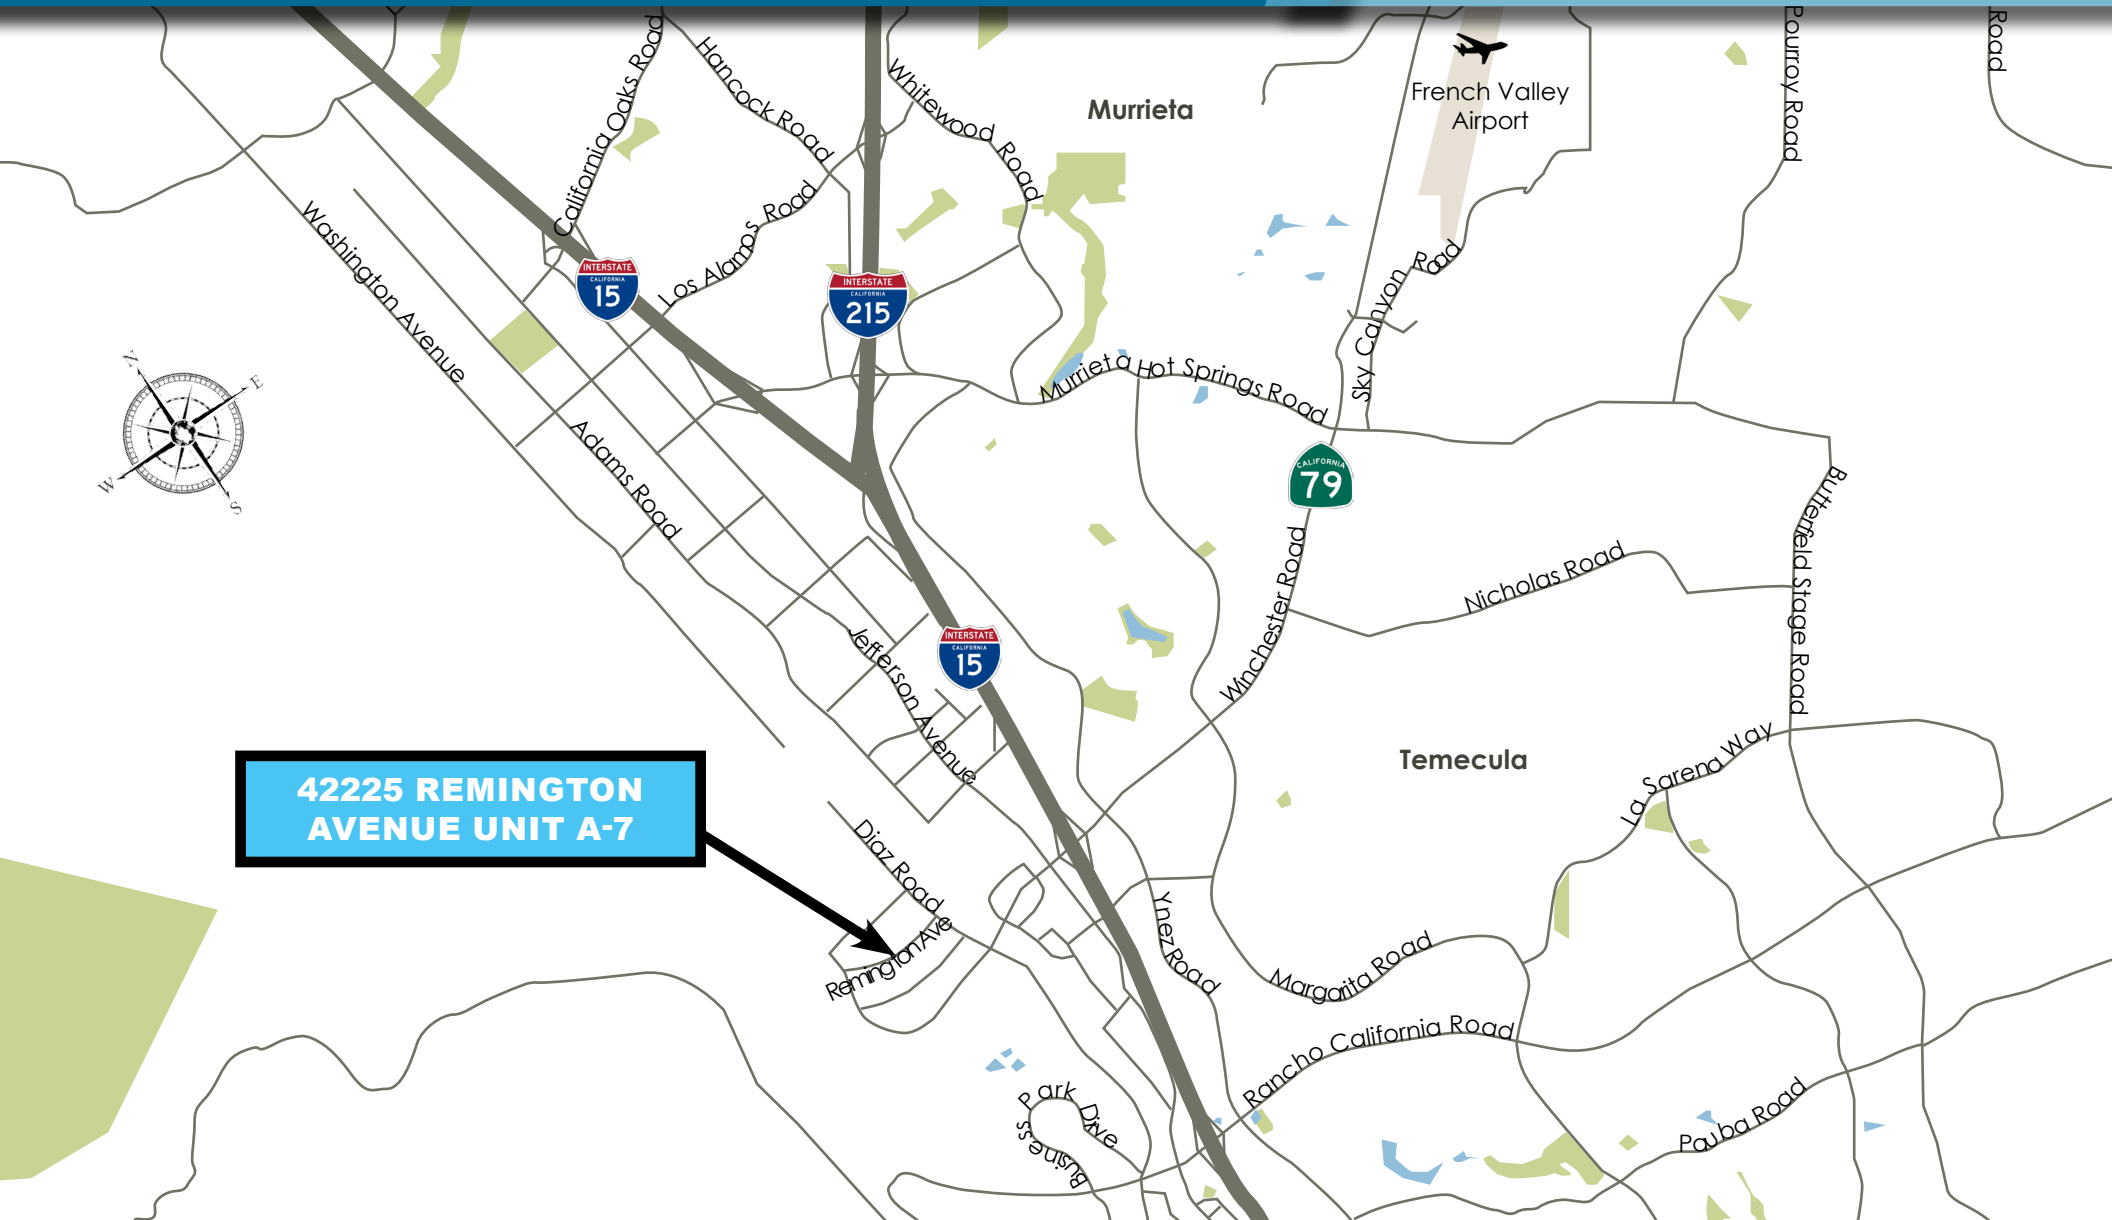 California Oaks Road
Hancock Road
Whitewood Road
Murrieta
French Valley
Airport
Pourroy Road
Road
Washington Avenue
Los Alamos Road
INTERSTATE
CALIFORNIA
15
INTERSTATE
CALIFORNIA
215
Sky Canyon Road
N
E
W
S
Murrieta Hot Springs Road
Adams Road
CALIFORNIA
79
Butterfield Stage Road
Winchester Road
Nicholas Road
Jefferson Avenue
INTERSTATE
CALIFORNIA
15
Temecula
La Sarena Way
42225 REMINGTON
AVENUE UNIT A-7
Diaz Road
Remington Ave
Ynez Road
Margarita Road
Rancho California Road
Business Park Dive
Pauba Road